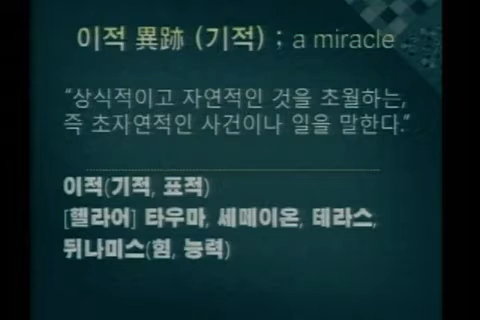 이적 異跡 (기적) ; a miracle
“상식적이고 자연적인 것을 초월하는,
즉 초자연적인 사건이나 일을 말한다.”
이적(기적, 표적)
[헬라어] 타우마, 세메이온, 테라스,
뒤나미스(힘, 능력)